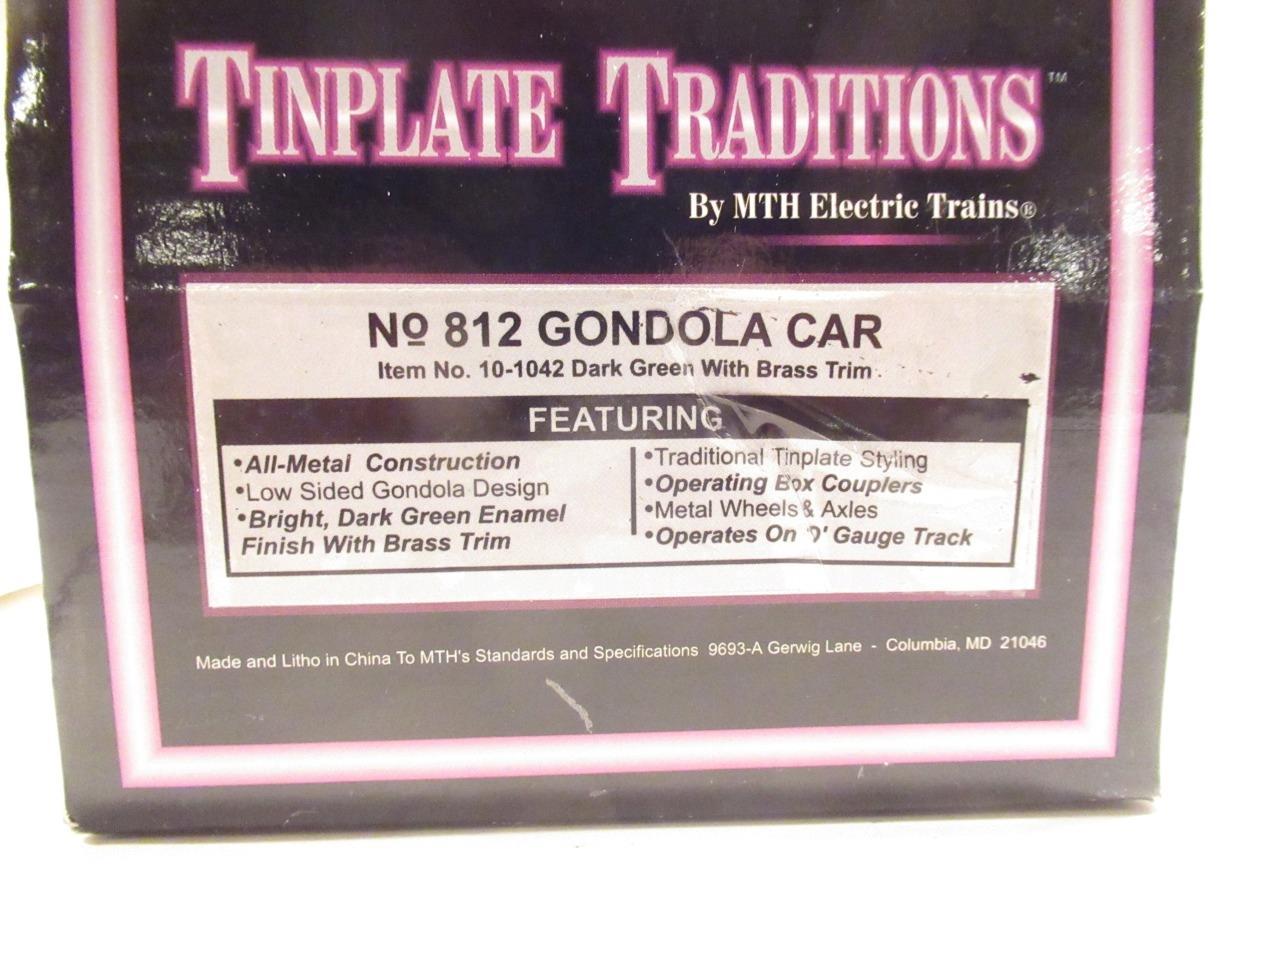 TINPLATE TRADITIONS™
By MTH Electric Trains®
Nº 812 GONDOLA CAR
Item No. 10-1042 Dark Green With Brass Trim
FEATURING
•All-Metal Construction
•Low Sided Gondola Design
•Bright, Dark Green Enamel
Finish With Brass Trim
•Traditional Tinplate Styling
•Operating Box Couplers
•Metal Wheels & Axles
•Operates On 'O' Gauge Track
Made and Litho in China To MTH's Standards and Specifications 9693-A Gerwig Lane - Columbia, MD 21046